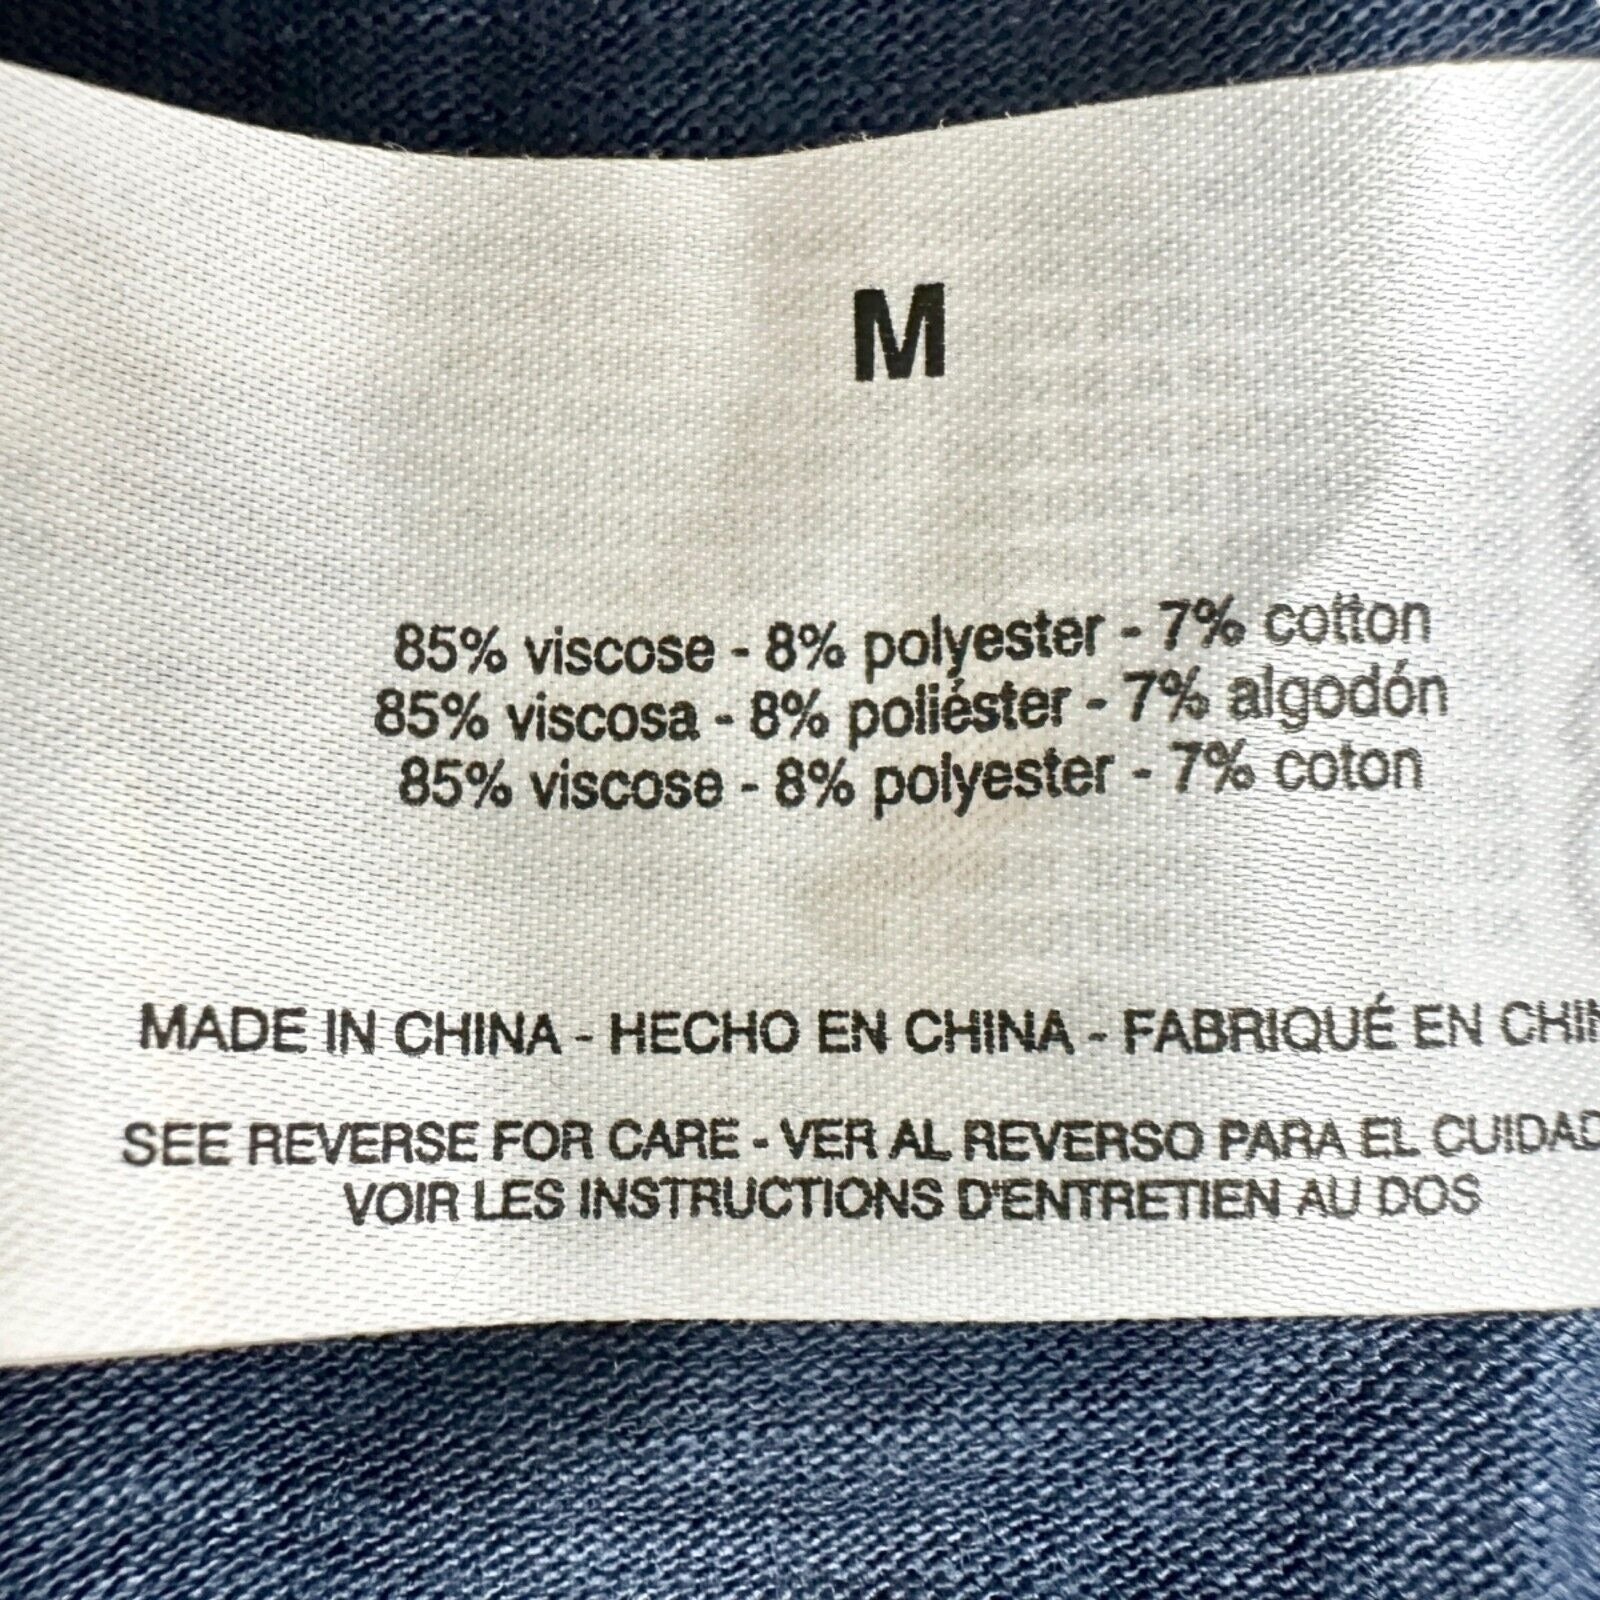 M
85% viscose - 8% polyester - 7% cotton
85% viscosa - 8% poliéster - 7% algodón
85% viscose - 8% polyester - 7% coton
MADE IN CHINA - HECHO EN CHINA - FABRIQUÉ EN
SEE REVERSE FOR CARE - VER AL REVERSO PARA EL
VOIR LES INSTRUCTIONS D'ENTRETIEN AU DOS